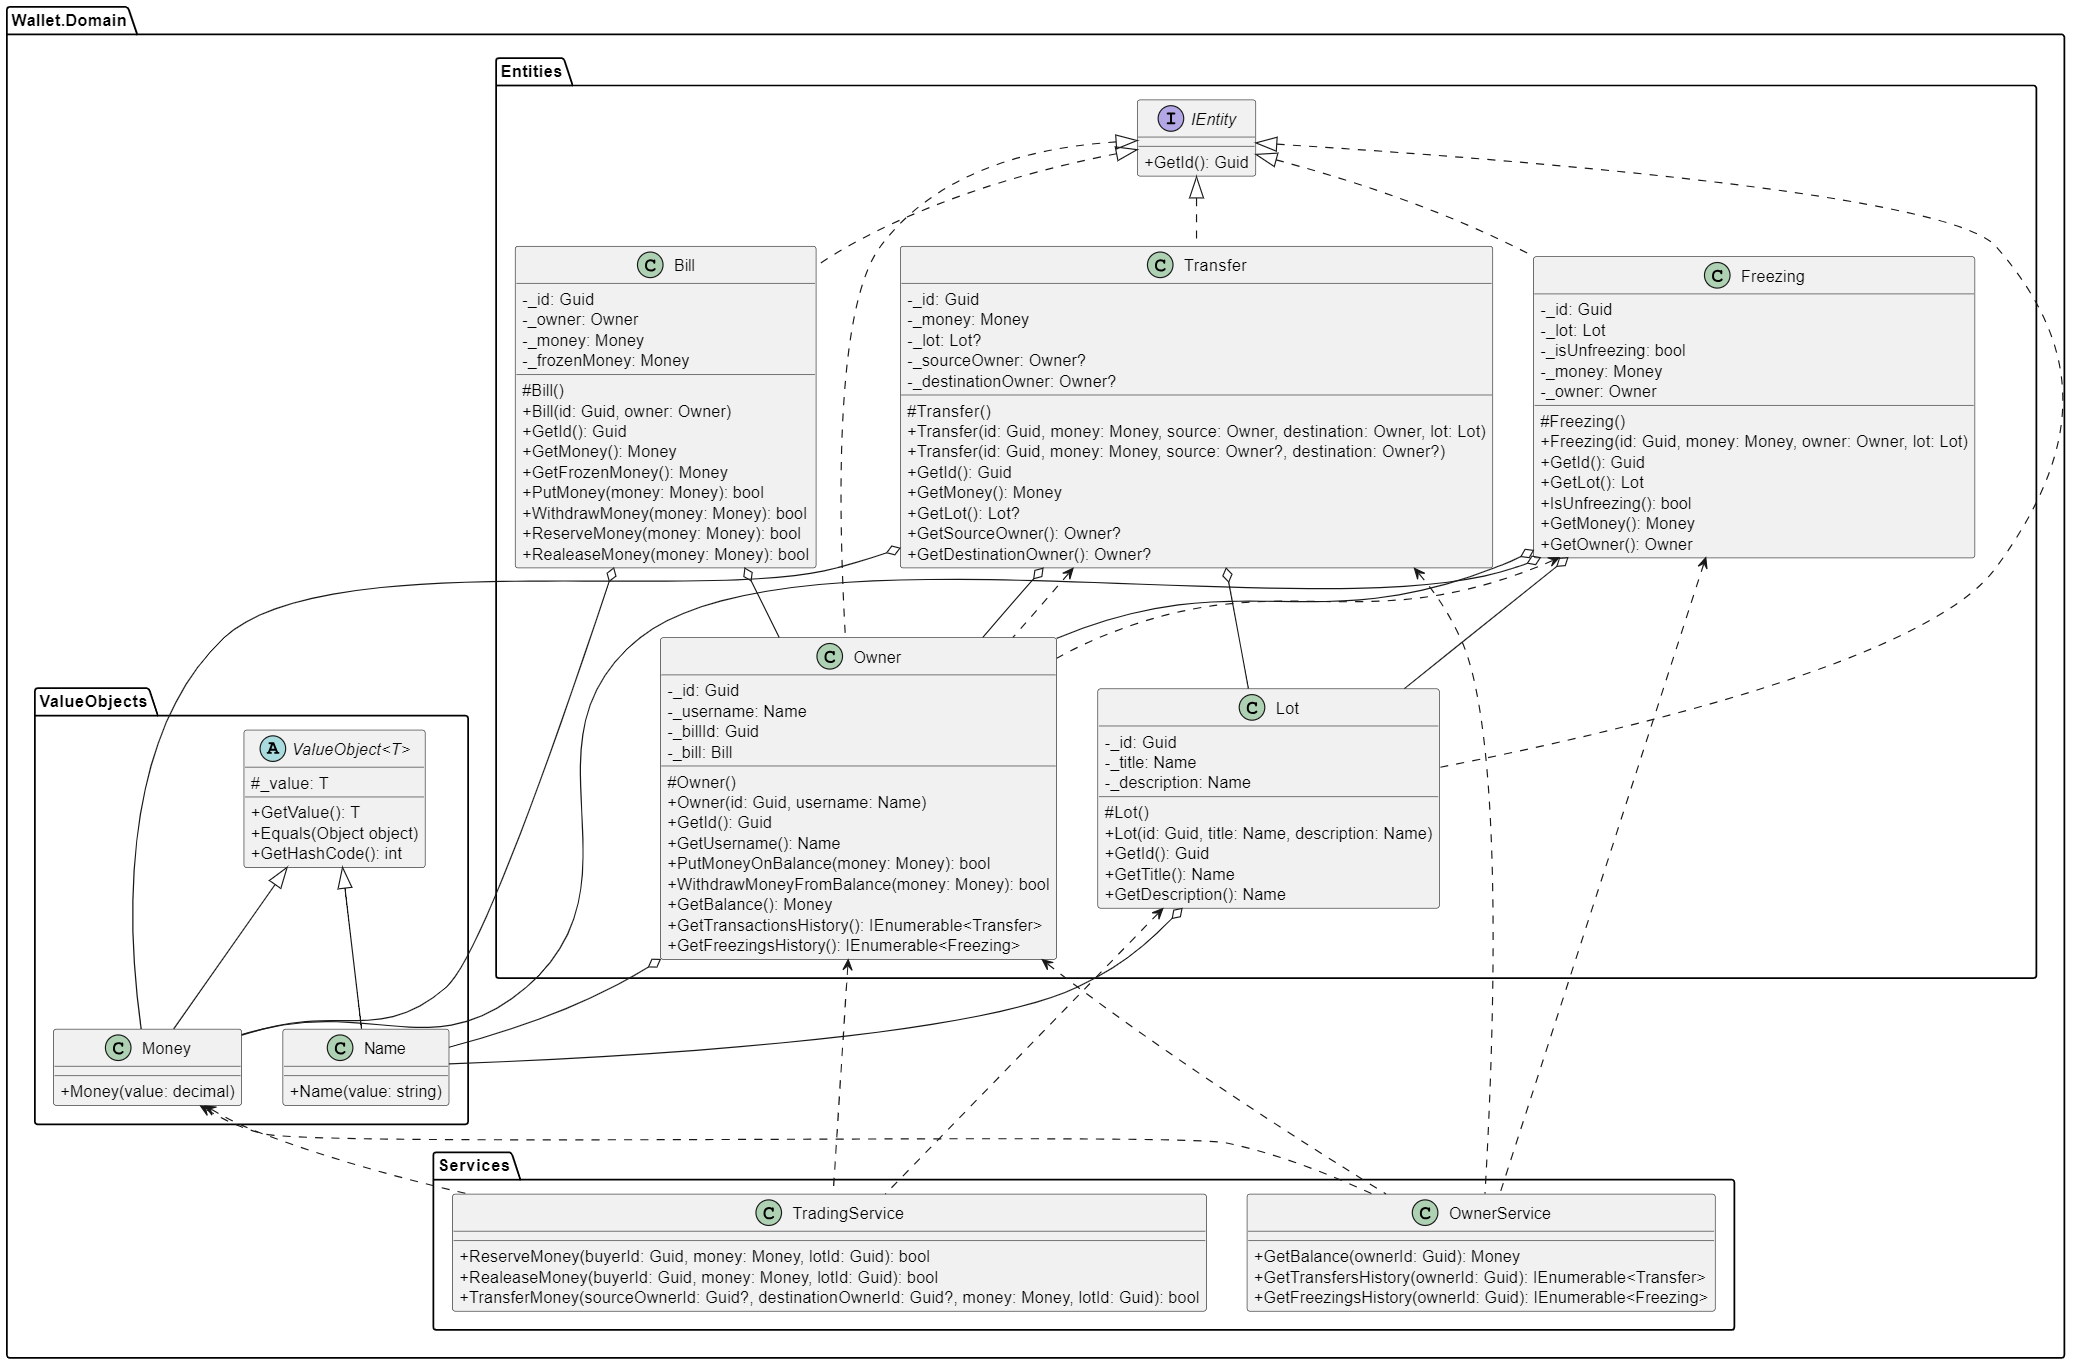 Wallet.Domain
Entities
I IEntity
+GetId(): Guid
C Bill
-_id: Guid
-_owner: Owner
-_money: Money
-_frozenMoney: Money
#Bill()
+Bill(id: Guid, owner: Owner)
+GetId(): Guid
+GetMoney(): Money
+GetFrozenMoney(): Money
+PutMoney(money: Money): bool
+WithdrawMoney(money: Money): bool
+ReserveMoney(money: Money): bool
+RealeaseMoney(money: Money): bool
C Transfer
-_id: Guid
-_money: Money
-_lot: Lot?
-_sourceOwner: Owner?
-_destinationOwner: Owner?
#Transfer()
+Transfer(id: Guid, money: Money, source: Owner, destination: Owner, lot: Lot)
+Transfer(id: Guid, money: Money, source: Owner?, destination: Owner?)
+GetId(): Guid
+GetMoney(): Money
+GetLot(): Lot?
+GetSourceOwner(): Owner?
+GetDestinationOwner(): Owner?
C Freezing
-_id: Guid
-_lot: Lot
-_isUnfreezing: bool
-_money: Money
-_owner: Owner
#Freezing()
+Freezing(id: Guid, money: Money, owner: Owner, lot: Lot)
+GetId(): Guid
+GetLot(): Lot
+IsUnfreezing(): bool
+GetMoney(): Money
+GetOwner(): Owner
C Owner
-_id: Guid
-_username: Name
-_billId: Guid
-_bill: Bill
#Owner()
+Owner(id: Guid, username: Name)
+GetId(): Guid
+GetUsername(): Name
+PutMoneyOnBalance(money: Money): bool
+WithdrawMoneyFromBalance(money: Money): bool
+GetBalance(): Money
+GetTransactionsHistory(): IEnumerable<Transfer>
+GetFreezingsHistory(): IEnumerable<Freezing>
C Lot
-_id: Guid
-_title: Name
-_description: Name
#Lot()
+Lot(id: Guid, title: Name, description: Name)
+GetId(): Guid
+GetTitle(): Name
+GetDescription(): Name
ValueObjects
A ValueObject<T>
#_value: T
+GetValue(): T
+Equals(Object object)
+GetHashCode(): int
C Money
+Money(value: decimal)
C Name
+Name(value: string)
Services
C TradingService
+ReserveMoney(buyerId: Guid, money: Money, lotId: Guid): bool
+RealeaseMoney(buyerId: Guid, money: Money, lotId: Guid): bool
+TransferMoney(sourceOwnerId: Guid?, destinationOwnerId: Guid?, money: Money, lotId: Guid): bool
C OwnerService
+GetBalance(ownerId: Guid): Money
+GetTransfersHistory(ownerId: Guid): IEnumerable<Transfer>
+GetFreezingsHistory(ownerId: Guid): IEnumerable<Freezing>